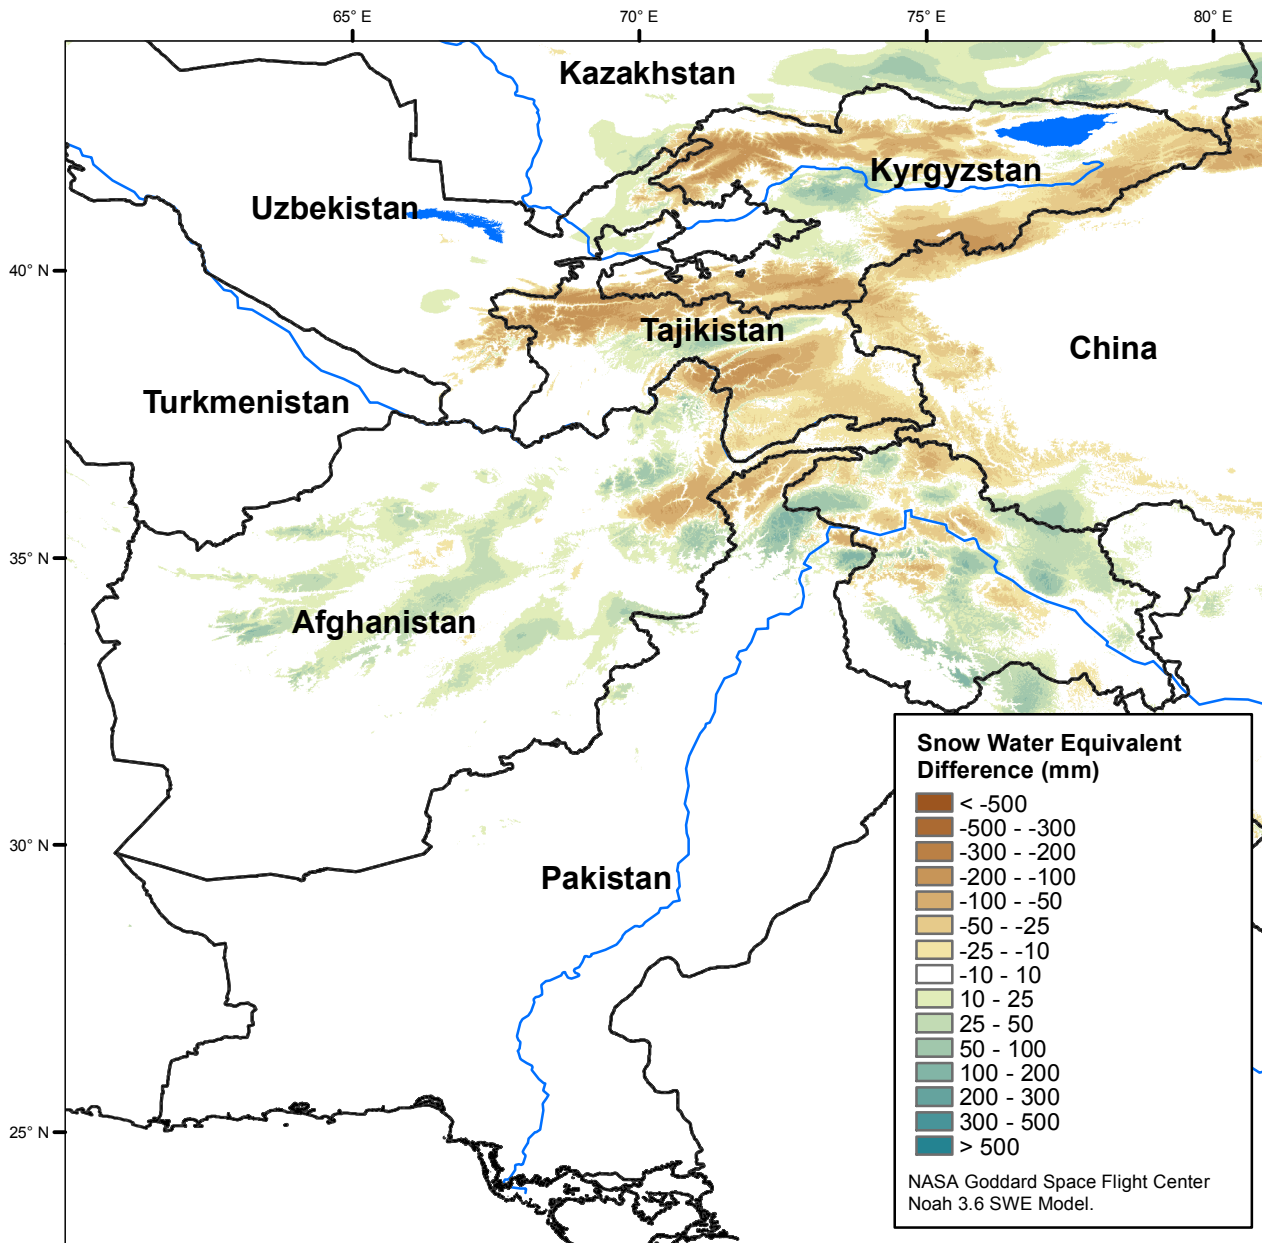 65° E
70° E
75° E
80° E
Kazakhstan
Kyrgyzstan
Uzbekistan
40° N
Tajikistan
China
Turkmenistan
35° N
Afghanistan
Snow Water Equivalent
Difference (mm)
< -500
-500 - -300
-300 - -200
-200 - -100
-100 - -50
-50 - -25
-25 - -10
-10 - 10
10 - 25
25 - 50
50 - 100
100 - 200
200 - 300
300 - 500
> 500
NASA Goddard Space Flight Center
Noah 3.6 SWE Model.
30° N
Pakistan
25° N